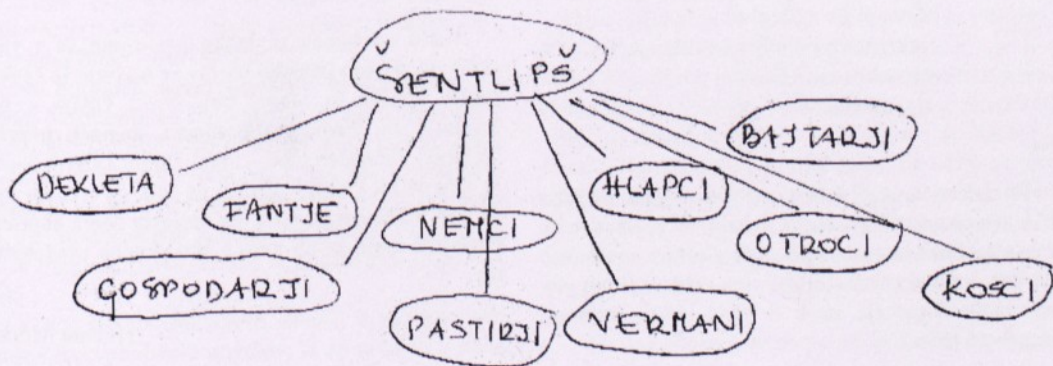 ŠENTLIPŠ
BAJTARJI
DEKLETA
FANTJE
NEMCI
HLAPCI
OTROCI
GOSPODARJI
PASTIRJI
VERMANI
KOSCI